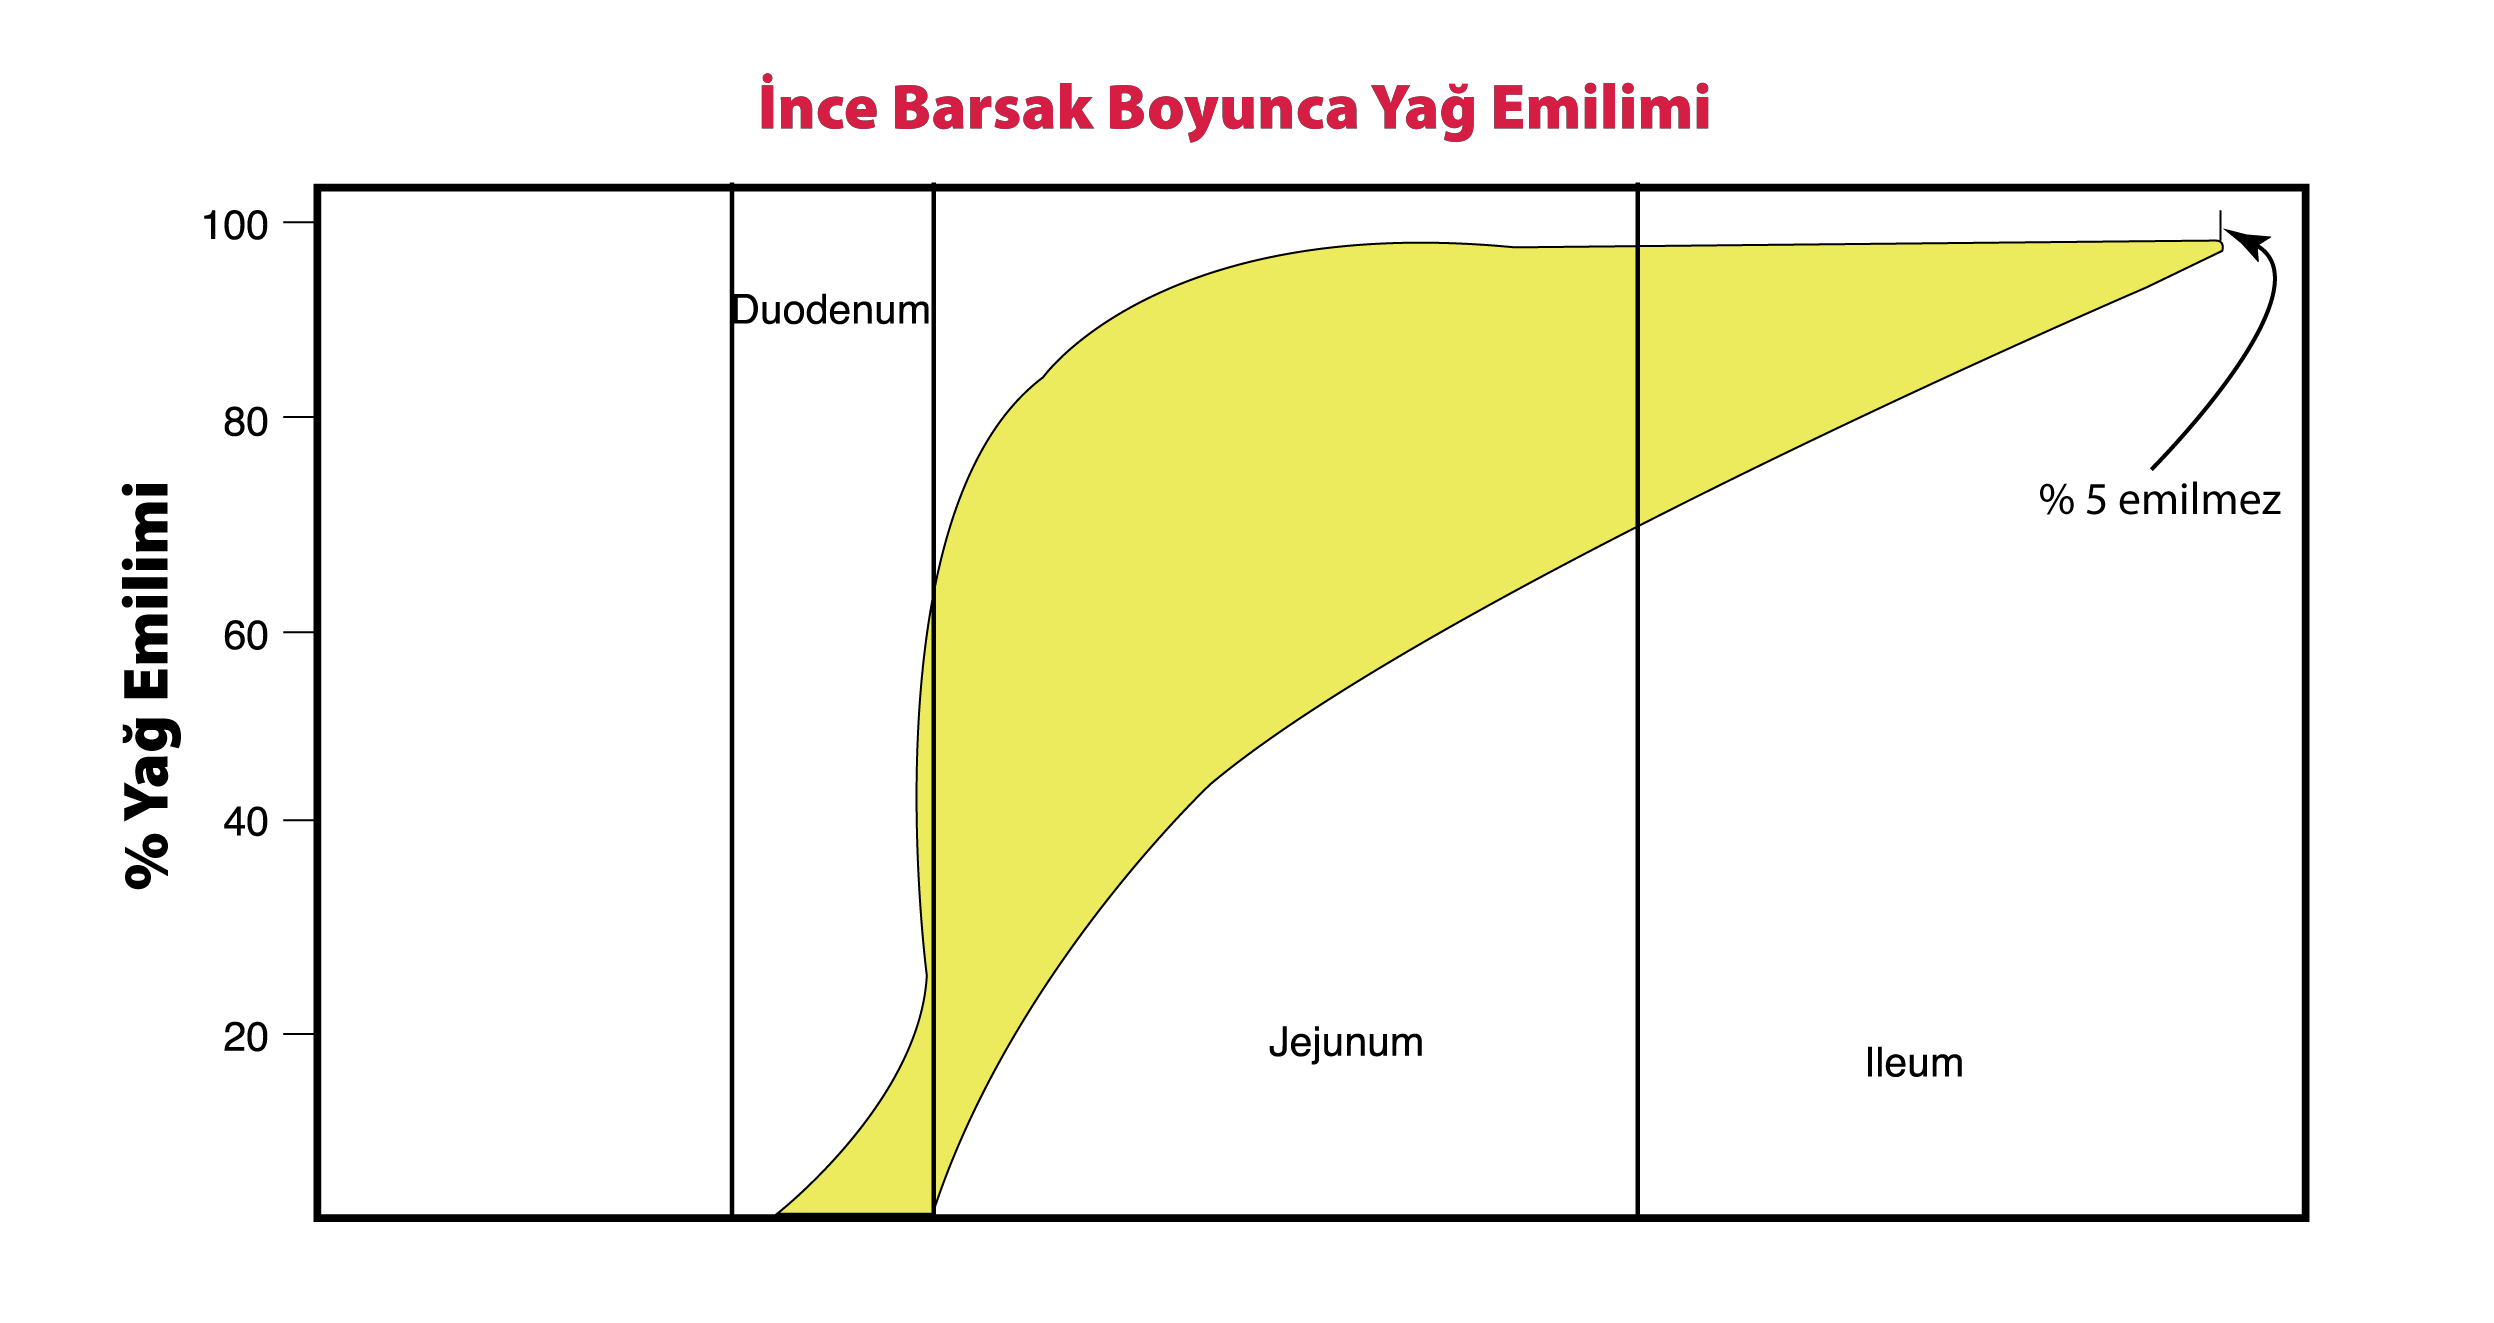 İnce Barsak Boyunca Yağ Emilimi
100
Duodenum
80
% 5 emilmez
60
% Yağ Emilimi
40
20
Jejunum
Ileum